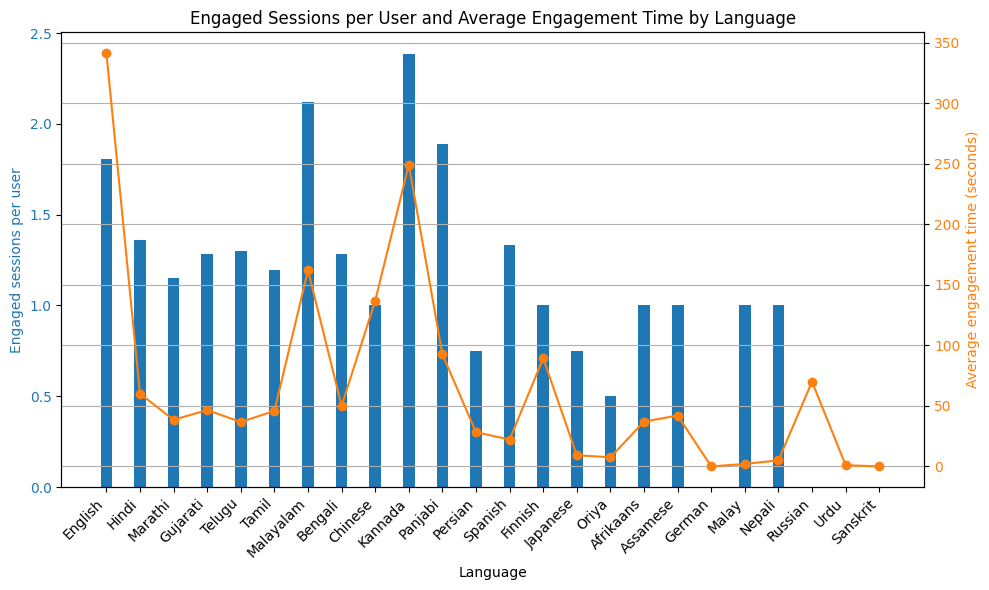 Engaged Sessions per User and Average Engagement Time by Language
Engaged sessions per user
2.5
2.0
1.5
1.0
0.5
0.0
350
300
250
200
150
100
50
0
Average engagement time (seconds)
English
Hindi
Marathi
Gujarati
Telugu
Tamil
Malayalam
Bengali
Chinese
Kannada
Panjabi
Persian
Spanish
Finnish
Japanese
Oriya
Afrikaans
Assamese
German
Malay
Nepali
Russian
Urdu
Sanskrit
Language